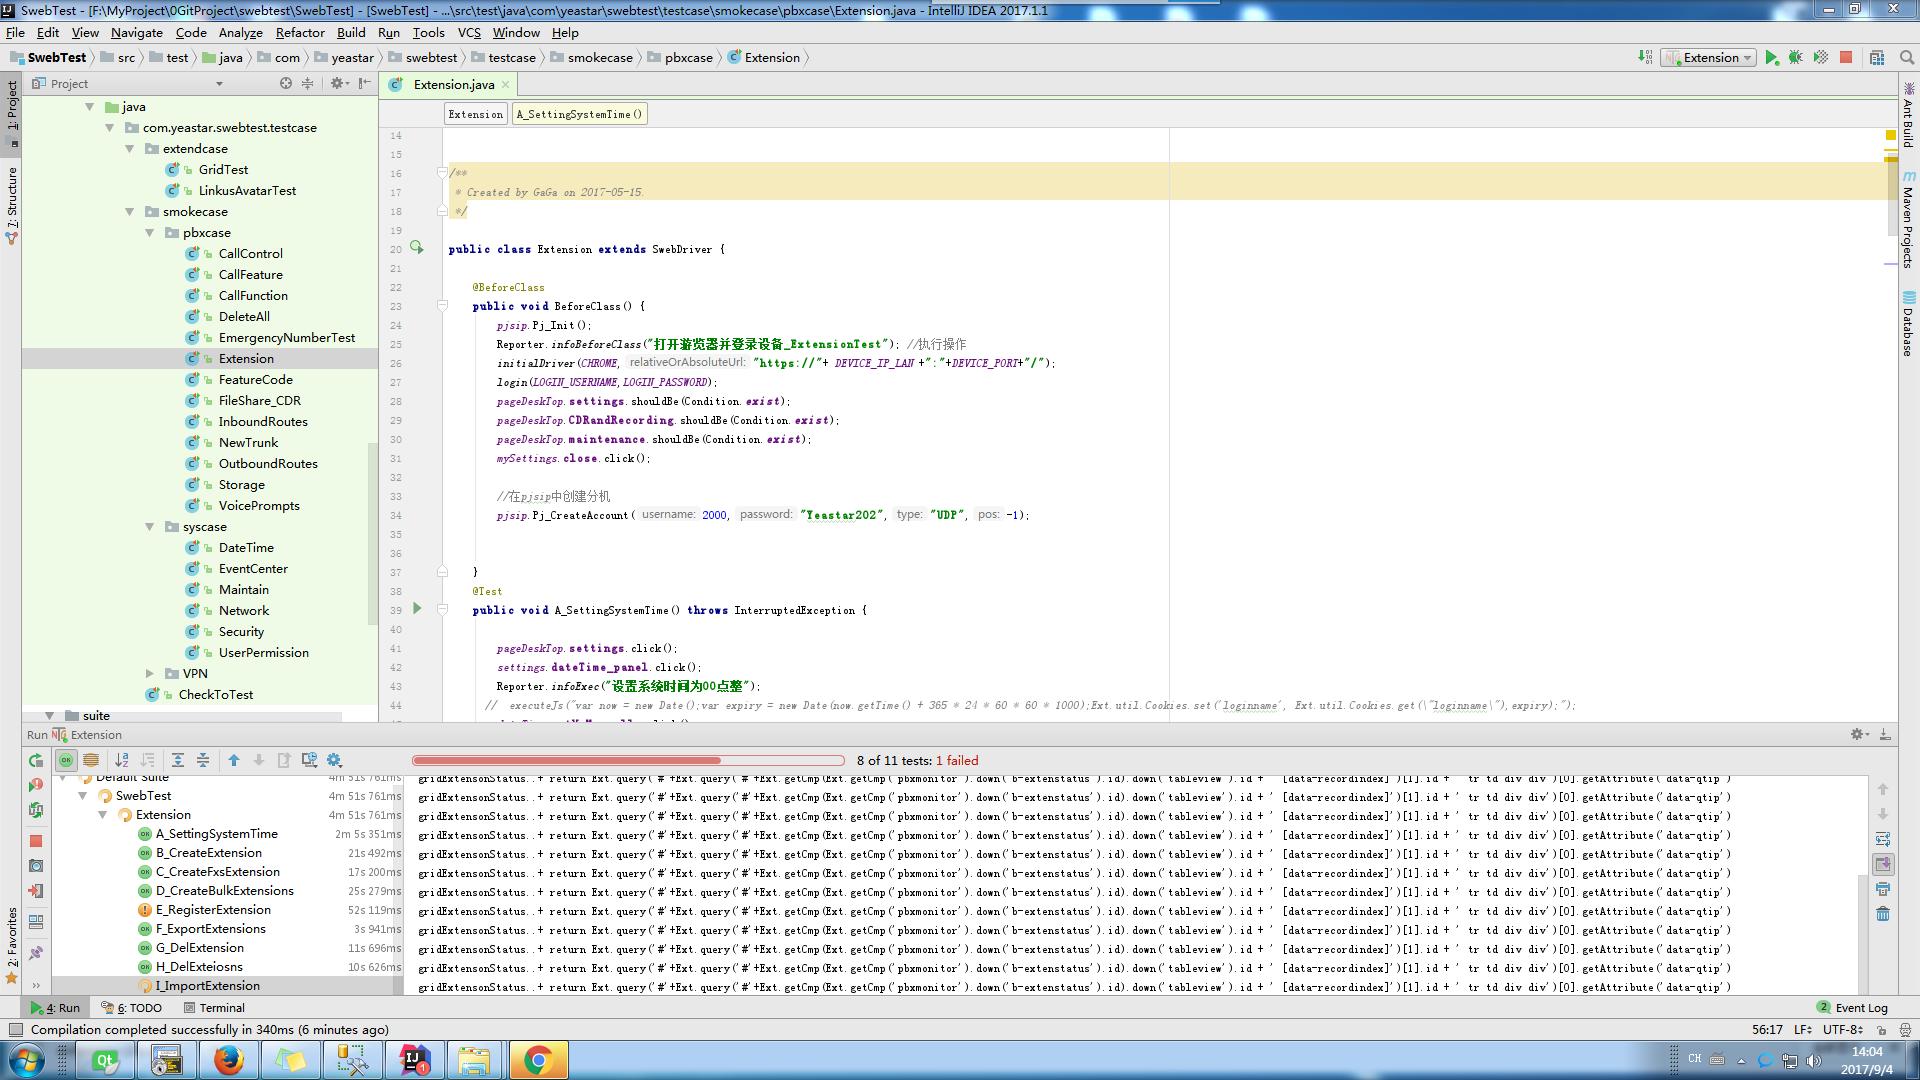 SwebTest - [F:\MyProject\0GitProject\swebtest\SwebTest] - [SwebTest] - ...\src\test\java\com\yeastar\swebtest\testcase\smokecase\pbxcase\Extension.java - IntelliJ IDEA 2017.1.1
File Edit View Navigate Code Analyze Refactor Build Run Tools VCS Window Help
SwebTest src test java com yeastar swebtest testcase smokecase pbxcase Extension
Extension
Project
Extension.java
Extension A_SettingSystemTime()
1: Project
7: Structure
2: Favorites
Ant Build
Maven Projects
Database
java
com.yeastar.swebtest.testcase
extendcase
GridTest
LinkusAvatarTest
smokecase
pbxcase
CallControl
CallFeature
CallFunction
DeleteAll
EmergencyNumberTest
Extension
FeatureCode
FileShare_CDR
InboundRoutes
NewTrunk
OutboundRoutes
Storage
VoicePrompts
syscase
DateTime
EventCenter
Maintain
Network
Security
UserPermission
VPN
CheckToTest
suite
14
15
16 /**
17 * Created by GaGa on 2017-05-15.
18 */
19
20 public class Extension extends SwebDriver {
21
22 @BeforeClass
23 public void BeforeClass() {
24 pjsip.Pj_Init();
25 Reporter.infoBeforeClass("打开游览器并登录设备_ExtensionTest"); //执行操作
26 initialDriver(CHROME, relativeOrAbsoluteUrl: "https://"+ DEVICE_IP_LAN +":"+DEVICE_PORT+"/");
27 login(LOGIN_USERNAME,LOGIN_PASSWORD);
28 pageDeskTop.settings.shouldBe(Condition.exist);
29 pageDeskTop.CDRandRecording.shouldBe(Condition.exist);
30 pageDeskTop.maintenance.shouldBe(Condition.exist);
31 mySettings.close.click();
32
33 //在pjsip中创建分机
34 pjsip.Pj_CreateAccount( username: 2000, password: "Yeastar202", type: "UDP", pos: -1);
35
36
37 }
38 @Test
39 public void A_SettingSystemTime() throws InterruptedException {
40
41 pageDeskTop.settings.click();
42 settings.dateTime_panel.click();
43 Reporter.infoExec("设置系统时间为00点整");
44 // executeJs("var now = new Date();var expiry = new Date(now.getTime() + 365 * 24 * 60 * 60 * 1000);Ext.util.Cookies.set('loginname', Ext.util.Cookies.get(\"loginname\"),expiry);");
Run Extension
8 of 11 tests: 1 failed
Default Suite 4m 51s 761ms
SwebTest 4m 51s 761ms
Extension 4m 51s 761ms
A_SettingSystemTime 2m 5s 351ms
B_CreateExtension 21s 492ms
C_CreateFxsExtension 17s 200ms
D_CreateBulkExtensions 25s 279ms
E_RegisterExtension 52s 119ms
F_ExportExtensions 3s 941ms
G_DelExtension 11s 696ms
H_DelExteiosns 10s 626ms
I_ImportExtension
gridExtensonStatus..+ return Ext.query('#'+Ext.query('#'+Ext.getCmp(Ext.getCmp('pbxmonitor').down('b-extenstatus').id).down('tableview').id + ' [data-recordindex]')[1].id + ' tr td div div')[0].getAttribute('data-qtip')
gridExtensonStatus..+ return Ext.query('#'+Ext.query('#'+Ext.getCmp(Ext.getCmp('pbxmonitor').down('b-extenstatus').id).down('tableview').id + ' [data-recordindex]')[1].id + ' tr td div div')[0].getAttribute('data-qtip')
gridExtensonStatus..+ return Ext.query('#'+Ext.query('#'+Ext.getCmp(Ext.getCmp('pbxmonitor').down('b-extenstatus').id).down('tableview').id + ' [data-recordindex]')[1].id + ' tr td div div')[0].getAttribute('data-qtip')
gridExtensonStatus..+ return Ext.query('#'+Ext.query('#'+Ext.getCmp(Ext.getCmp('pbxmonitor').down('b-extenstatus').id).down('tableview').id + ' [data-recordindex]')[1].id + ' tr td div div')[0].getAttribute('data-qtip')
gridExtensonStatus..+ return Ext.query('#'+Ext.query('#'+Ext.getCmp(Ext.getCmp('pbxmonitor').down('b-extenstatus').id).down('tableview').id + ' [data-recordindex]')[1].id + ' tr td div div')[0].getAttribute('data-qtip')
gridExtensonStatus..+ return Ext.query('#'+Ext.query('#'+Ext.getCmp(Ext.getCmp('pbxmonitor').down('b-extenstatus').id).down('tableview').id + ' [data-recordindex]')[1].id + ' tr td div div')[0].getAttribute('data-qtip')
gridExtensonStatus..+ return Ext.query('#'+Ext.query('#'+Ext.getCmp(Ext.getCmp('pbxmonitor').down('b-extenstatus').id).down('tableview').id + ' [data-recordindex]')[1].id + ' tr td div div')[0].getAttribute('data-qtip')
gridExtensonStatus..+ return Ext.query('#'+Ext.query('#'+Ext.getCmp(Ext.getCmp('pbxmonitor').down('b-extenstatus').id).down('tableview').id + ' [data-recordindex]')[1].id + ' tr td div div')[0].getAttribute('data-qtip')
gridExtensonStatus..+ return Ext.query('#'+Ext.query('#'+Ext.getCmp(Ext.getCmp('pbxmonitor').down('b-extenstatus').id).down('tableview').id + ' [data-recordindex]')[1].id + ' tr td div div')[0].getAttribute('data-qtip')
gridExtensonStatus..+ return Ext.query('#'+Ext.query('#'+Ext.getCmp(Ext.getCmp('pbxmonitor').down('b-extenstatus').id).down('tableview').id + ' [data-recordindex]')[1].id + ' tr td div div')[0].getAttribute('data-qtip')
gridExtensonStatus..+ return Ext.query('#'+Ext.query('#'+Ext.getCmp(Ext.getCmp('pbxmonitor').down('b-extenstatus').id).down('tableview').id + ' [data-recordindex]')[1].id + ' tr td div div')[0].getAttribute('data-qtip')
gridExtensonStatus..+ return Ext.query('#'+Ext.query('#'+Ext.getCmp(Ext.getCmp('pbxmonitor').down('b-extenstatus').id).down('tableview').id + ' [data-recordindex]')[1].id + ' tr td div div')[0].getAttribute('data-qtip')
4: Run 6: TODO Terminal 2 Event Log
Compilation completed successfully in 340ms (6 minutes ago) 56:17 LF UTF-8
CH 14:04
2017/9/4